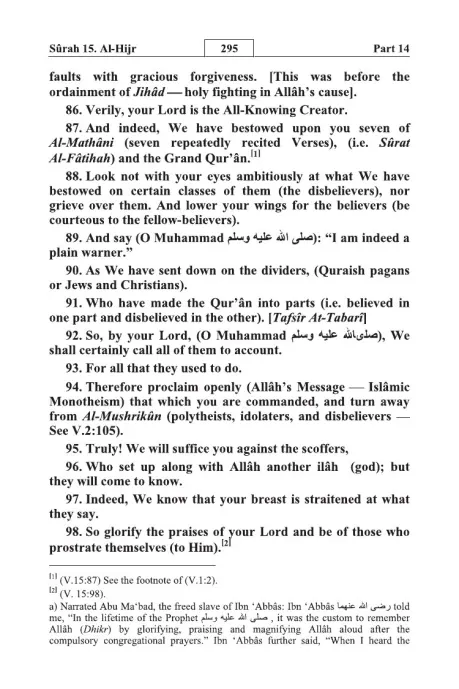 Sûrah 15. Al-Hijr 295 Part 14
faults with gracious forgiveness. [This was before the
ordainment of Jihâd — holy fighting in Allâh's cause].
86. Verily, your Lord is the All-Knowing Creator.
87. And indeed, We have bestowed upon you seven of
Al-Mathâni (seven repeatedly recited Verses), (i.e. Sûrat
Al-Fâtihah) and the Grand Qur'ân.[1]
88. Look not with your eyes ambitiously at what We have
bestowed on certain classes of them (the disbelievers), nor
grieve over them. And lower your wings for the believers (be
courteous to the fellow-believers).
89. And say (O Muhammad صلى الله عليه وسلم): “I am indeed a
plain warner.”
90. As We have sent down on the dividers, (Quraish pagans
or Jews and Christians).
91. Who have made the Qur'ân into parts (i.e. believed in
one part and disbelieved in the other). [Tafsîr At-Tabarî]
92. So, by your Lord, (O Muhammad صلىالله عليه وسلم), We
shall certainly call all of them to account.
93. For all that they used to do.
94. Therefore proclaim openly (Allâh's Message — Islâmic
Monotheism) that which you are commanded, and turn away
from Al-Mushrikûn (polytheists, idolaters, and disbelievers —
See V.2:105).
95. Truly! We will suffice you against the scoffers,
96. Who set up along with Allâh another ilâh (god); but
they will come to know.
97. Indeed, We know that your breast is straitened at what
they say.
98. So glorify the praises of your Lord and be of those who
prostrate themselves (to Him).[2]
[1] (V.15:87) See the footnote of (V.1:2).
[2] (V. 15:98).
a) Narrated Abu Ma‘bad, the freed slave of Ibn ‘Abbâs: Ibn ‘Abbâs رضى الله عنهما told
me, “In the lifetime of the Prophet صلى الله عليه وسلم , it was the custom to remember
Allâh (Dhikr) by glorifying, praising and magnifying Allâh aloud after the
compulsory congregational prayers.” Ibn ‘Abbâs further said, “When I heard the